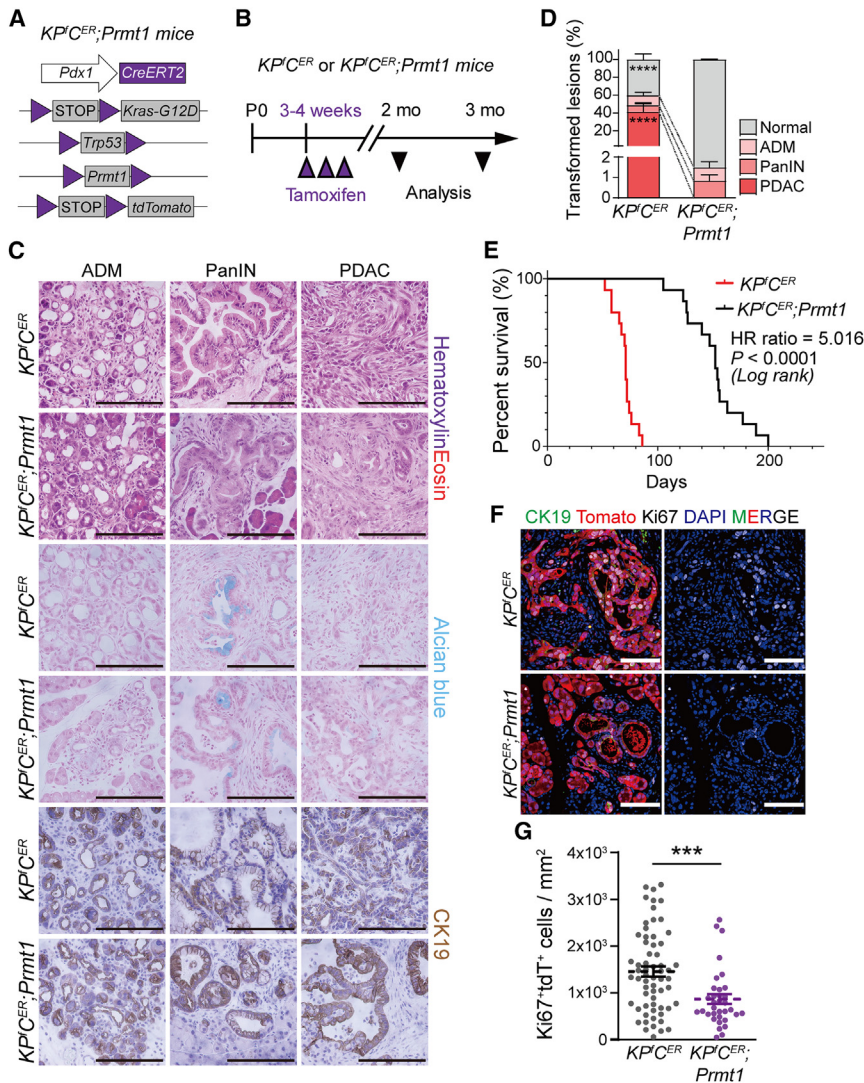 A
KPᶠCᴱᴿ;Prmt1 mice
Pdx1 CreERT2
STOP Kras-G12D
Trp53
Prmt1
STOP tdTomato
B
KPᶠCᴱᴿ or KPᶠCᴱᴿ;Prmt1 mice
P0 3-4 weeks 2 mo 3 mo
Tamoxifen Analysis
D
Transformed lesions (%)
100
80
60
40
2
1
0
****
****
Normal
ADM
PanIN
PDAC
KPᶠCᴱᴿ KPᶠCᴱᴿ;
Prmt1
C
ADM PanIN PDAC
KPᶠCᴱᴿ
KPᶠCᴱᴿ;Prmt1
HematoxylinEosin
KPᶠCᴱᴿ
KPᶠCᴱᴿ;Prmt1
Alcian blue
KPᶠCᴱᴿ
KPᶠCᴱᴿ;Prmt1
CK19
E
Percent survival (%)
100
50
0
0 100 200
Days
KPᶠCᴱᴿ
KPᶠCᴱᴿ;Prmt1
HR ratio = 5.016
P < 0.0001
(Log rank)
F
CK19 Tomato Ki67 DAPI MERGE
KPᶠCᴱᴿ
KPᶠCᴱᴿ;Prmt1
G
Ki67⁺tdT⁺ cells / mm²
4x10³
3x10³
2x10³
1x10³
0
***
KPᶠCᴱᴿ KPᶠCᴱᴿ;
Prmt1